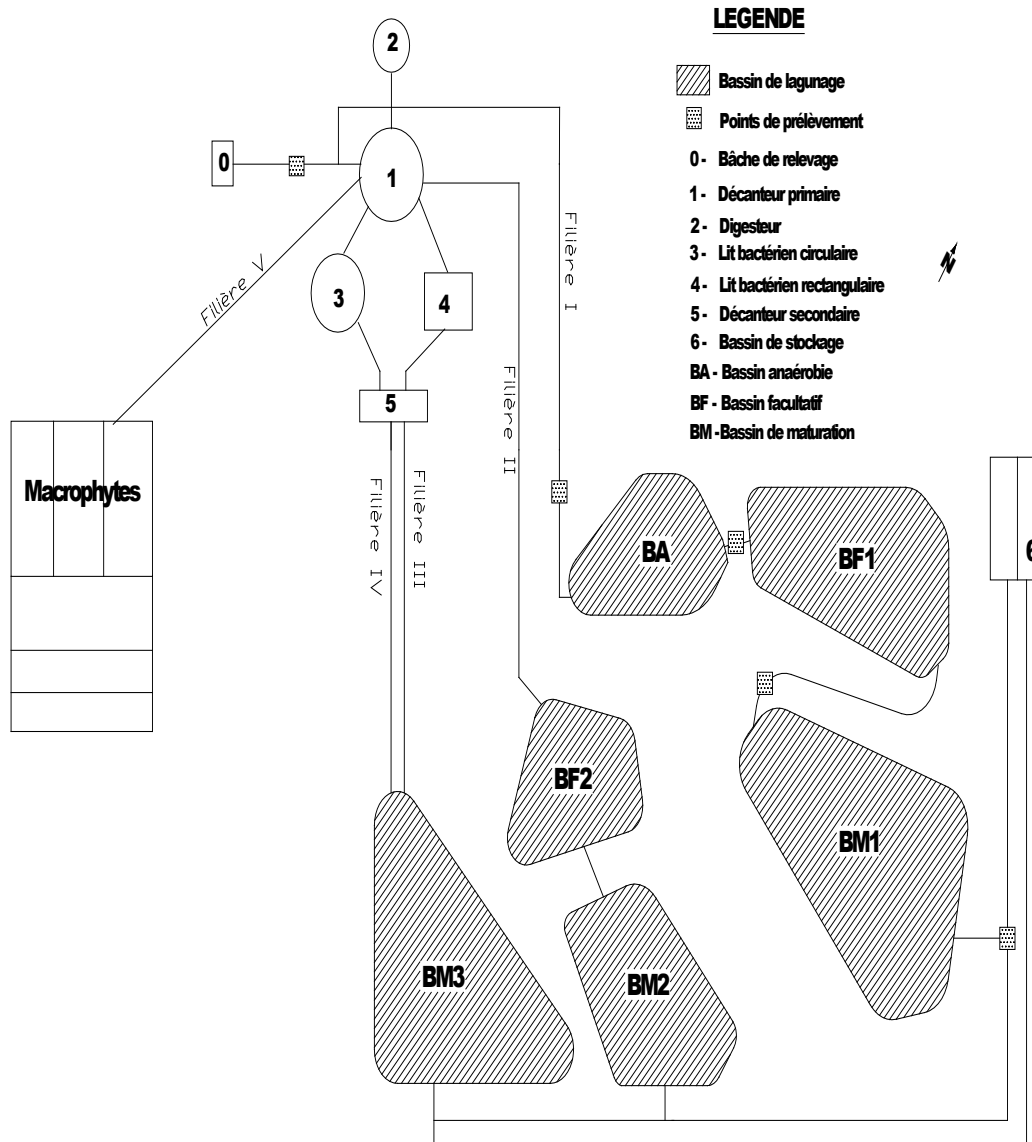 LEGENDE
Bassin de lagunage
Points de prélèvement
0 - Bâche de relevage
1 - Décanteur primaire
2 - Digesteur
3 - Lit bactérien circulaire
4 - Lit bactérien rectangulaire
5 - Décanteur secondaire
6 - Bassin de stockage
BA - Bassin anaérobie
BF - Bassin facultatif
BM -Bassin de maturation
N
2
0
1
3
4
5
6
Filière V
Filière I
Filière II
Filière III
Filière IV
Macrophytes
BA
BF1
BF2
BM1
BM3
BM2